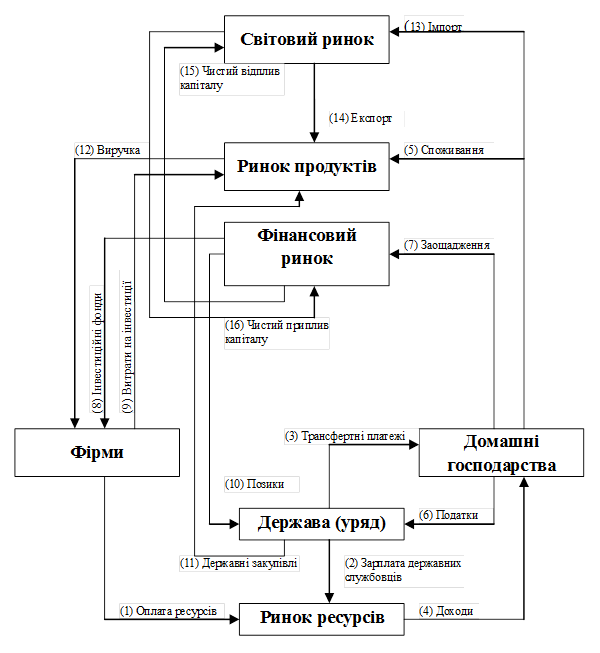 (13) Імпорт
Світовий ринок
(15) Чистий відплив
капіталу
(14) Експорт
(12) Виручка
(5) Споживання
Ринок продуктів
Фінансовий
ринок
(7) Заощадження
(8) Інвестиційні фонди
(9) Витрати на інвестиції
(16) Чистий приплив
капіталу
(3) Трансфертні платежі
Фірми
Домашні
господарства
(10) Позики
Держава (уряд)
(6) Податки
(11) Державні закупівлі
(2) Зарплата державних
службовців
(1) Оплата ресурсів
Ринок ресурсів
(4) Доходи